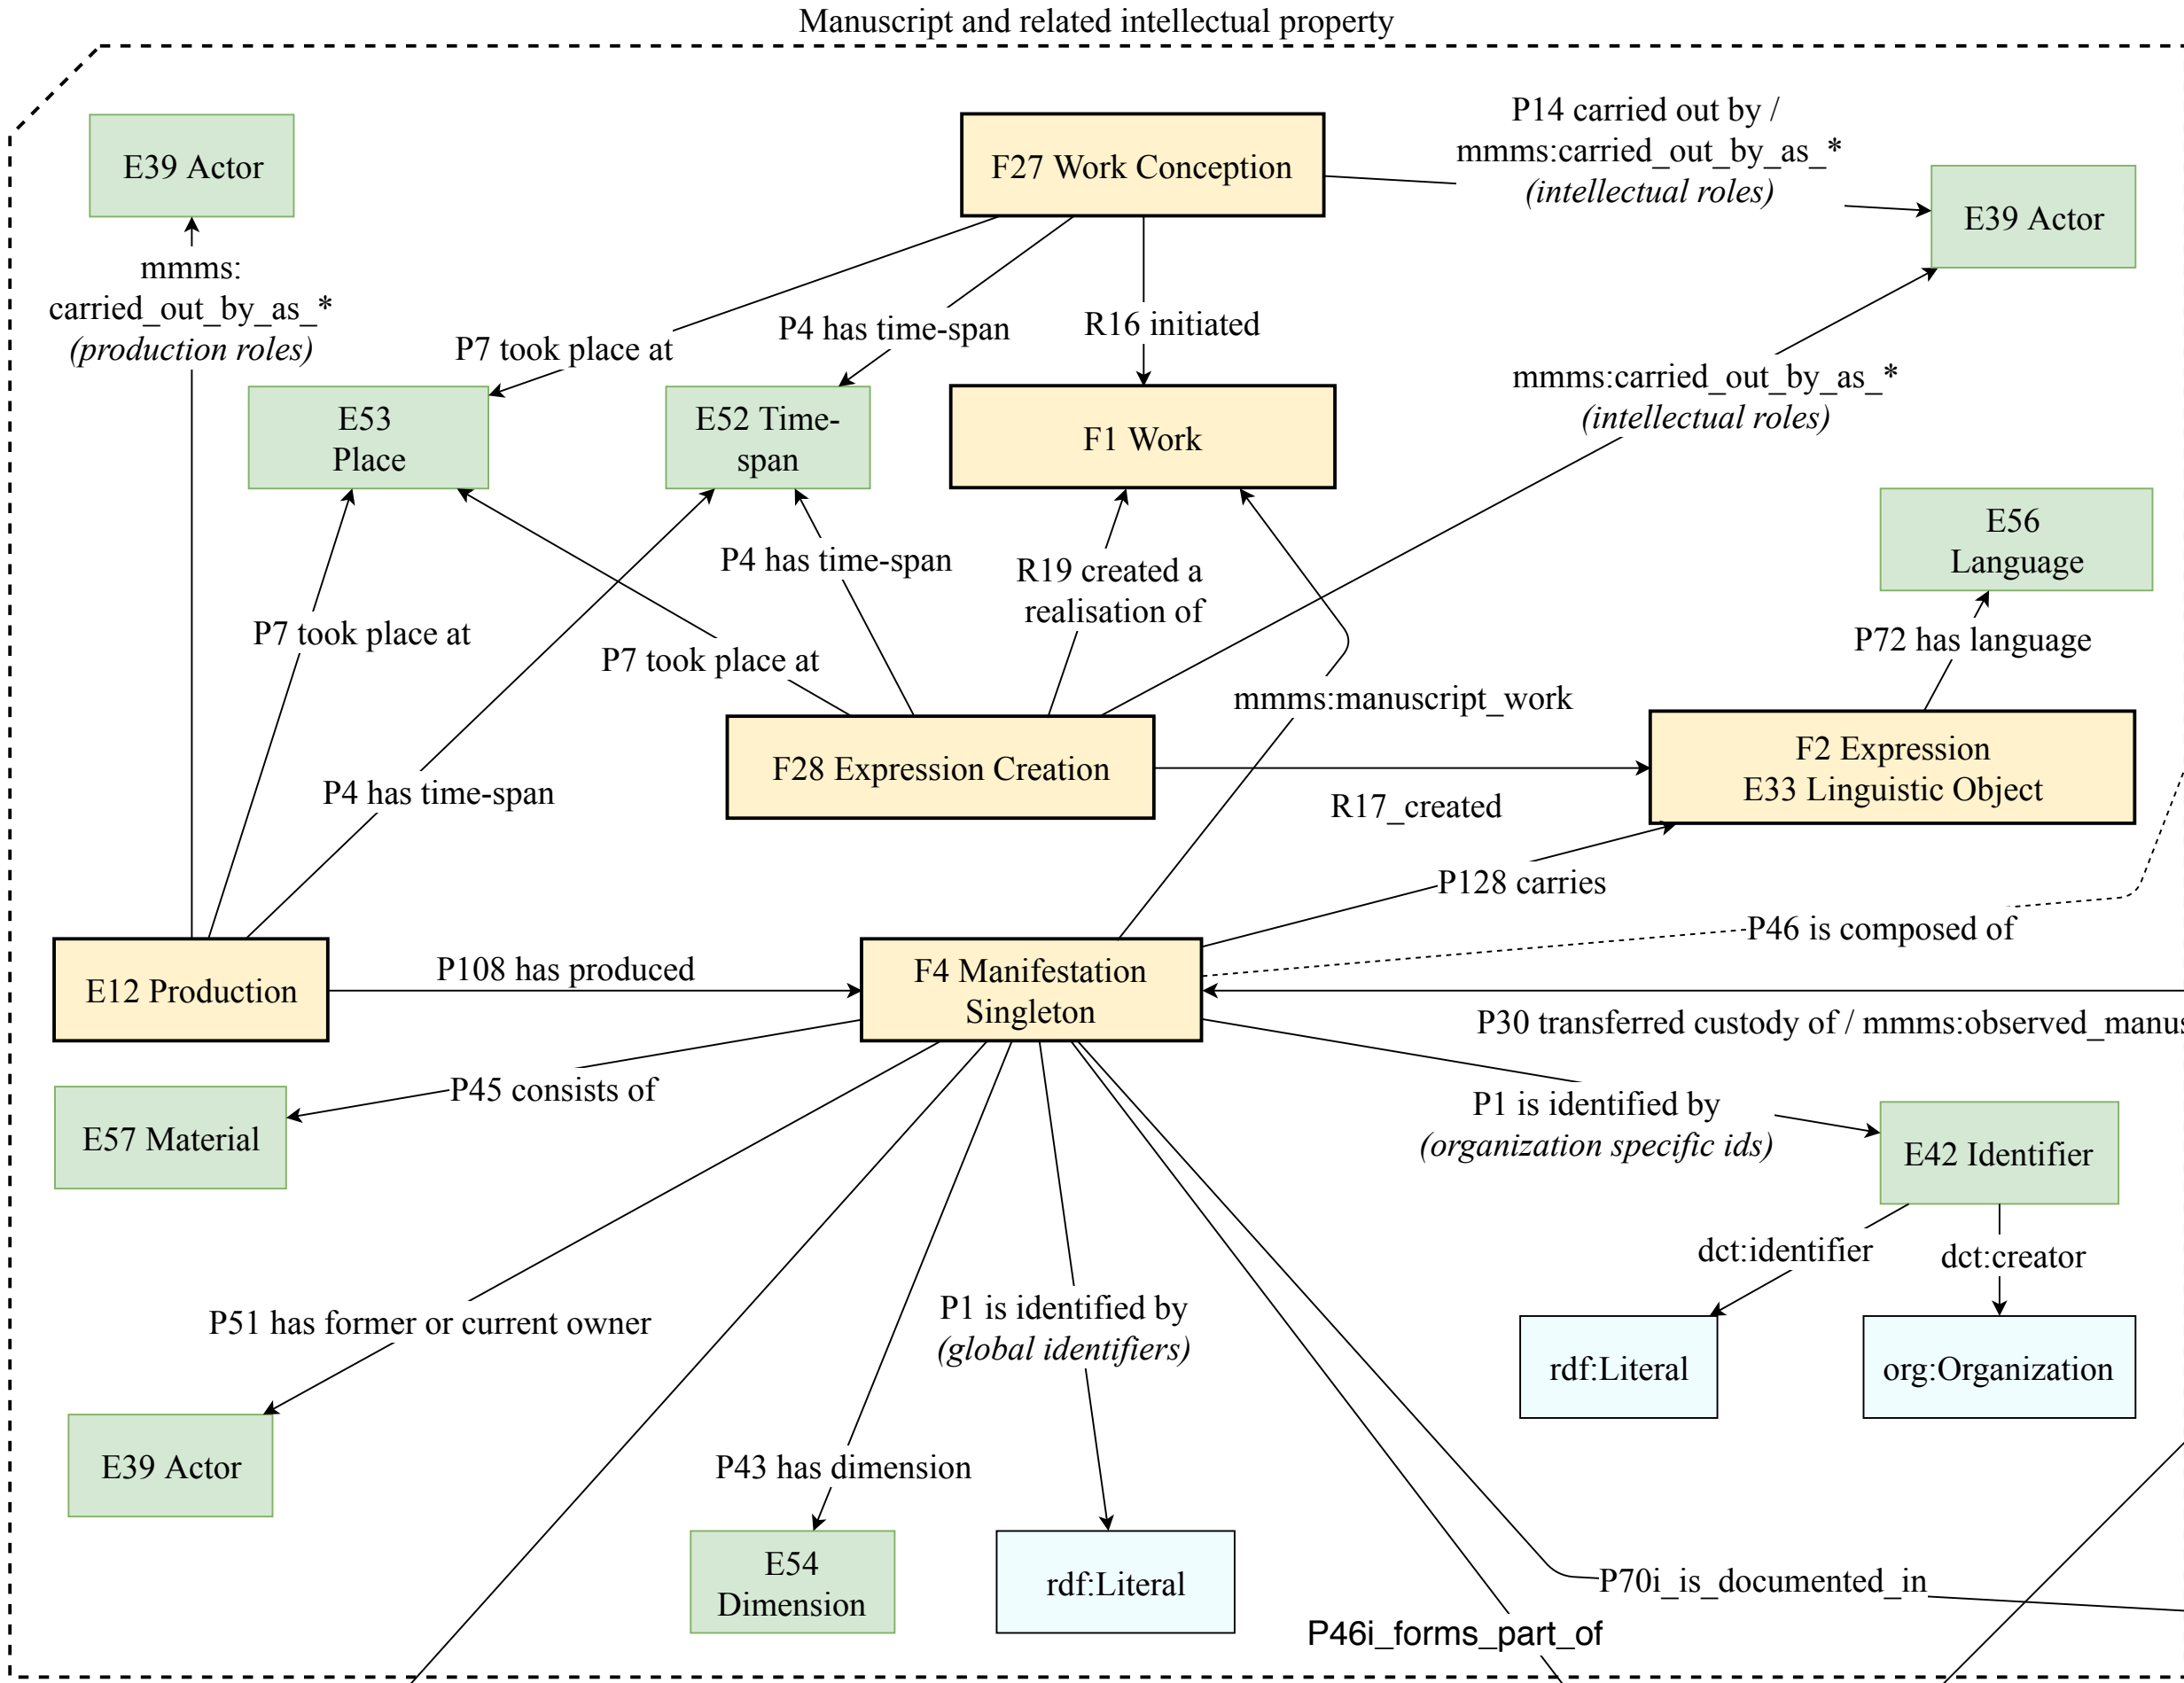 Manuscript and related intellectual property
E39 Actor
F27 Work Conception
P14 carried out by /
mmms:carried_out_by_as_*
(intellectual roles)
E39 Actor
mmms:
carried_out_by_as_*
(production roles)
P7 took place at
P4 has time-span
R16 initiated
mmms:carried_out_by_as_*
(intellectual roles)
E53
Place
E52 Time-
span
F1 Work
E56
Language
P4 has time-span
R19 created a
realisation of
P7 took place at
P7 took place at
P72 has language
mmms:manuscript_work
F28 Expression Creation
F2 Expression
E33 Linguistic Object
P4 has time-span
R17_created
P128 carries
P46 is composed of
E12 Production
P108 has produced
F4 Manifestation
Singleton
P30 transferred custody of / mmms:observed_manus
P45 consists of
E57 Material
P1 is identified by
(organization specific ids)
E42 Identifier
dct:identifier
dct:creator
P51 has former or current owner
P1 is identified by
(global identifiers)
rdf:Literal
org:Organization
E39 Actor
P43 has dimension
E54
Dimension
rdf:Literal
P70i_is_documented_in
P46i_forms_part_of